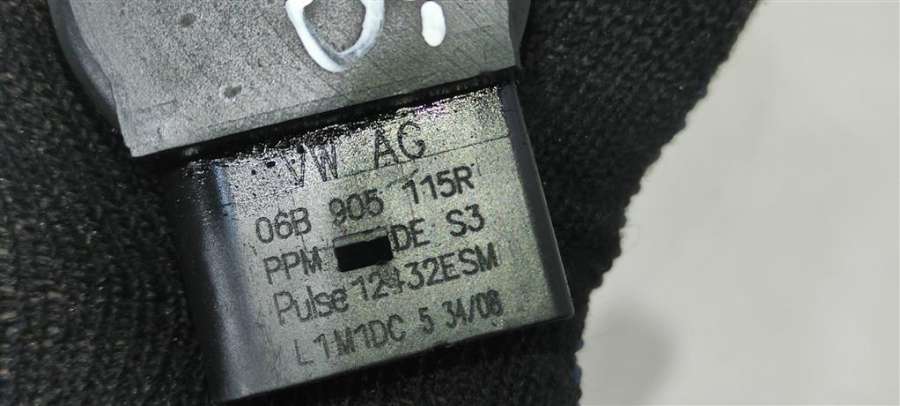 VW AG
06B 905 115R
PPM DE S3
Pulse 12432ESM
L1M1DC 5 34/08